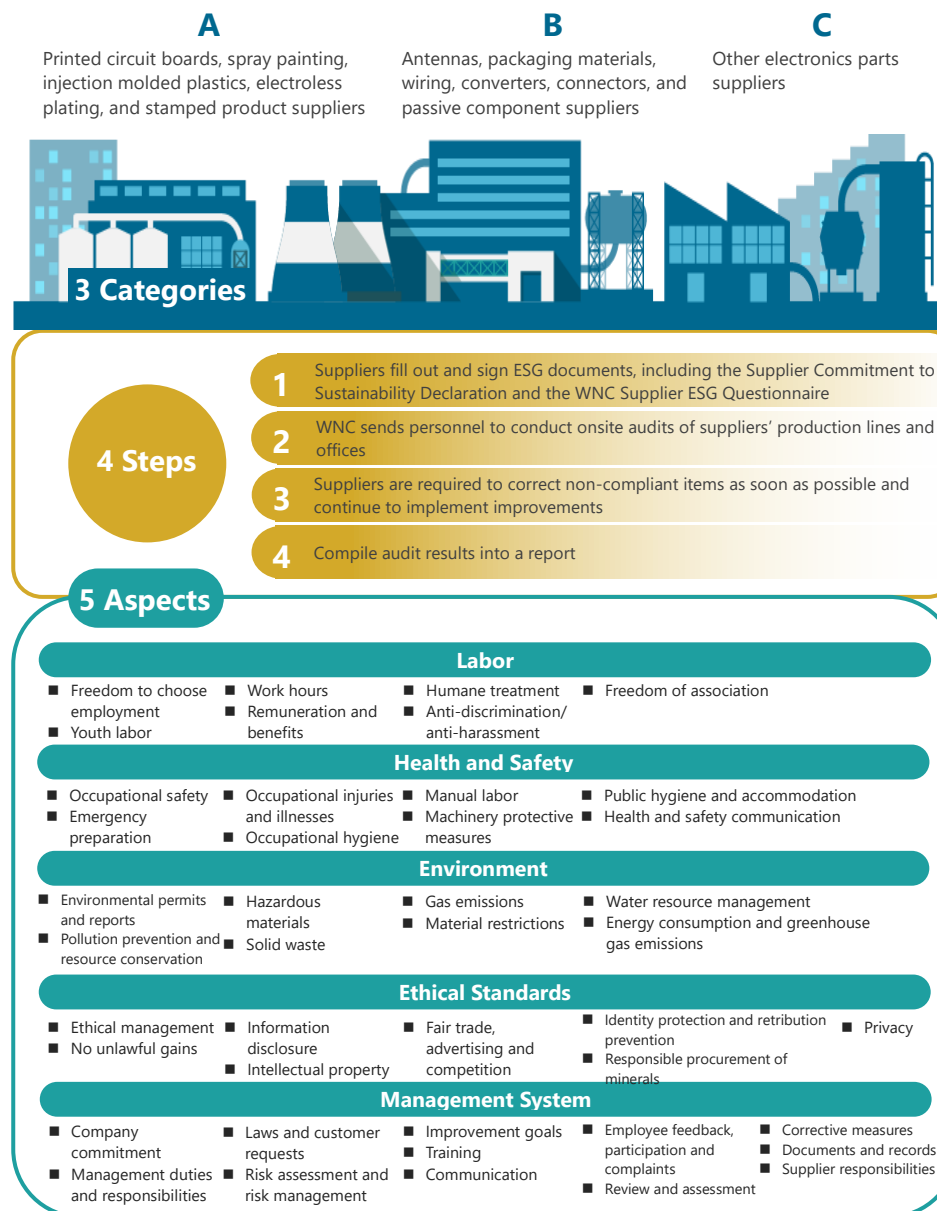 A
Printed circuit boards, spray painting,
injection molded plastics, electroless
plating, and stamped product suppliers
B
Antennas, packaging materials,
wiring, converters, connectors, and
passive component suppliers
C
Other electronics parts
suppliers
3 Categories
4 Steps
1
Suppliers fill out and sign ESG documents, including the Supplier Commitment to
Sustainability Declaration and the WNC Supplier ESG Questionnaire
2
WNC sends personnel to conduct onsite audits of suppliers’ production lines and
offices
3
Suppliers are required to correct non-compliant items as soon as possible and
continue to implement improvements
4
Compile audit results into a report
5 Aspects
Labor
■ Freedom to choose
employment
■ Youth labor
■ Work hours
■ Remuneration and
benefits
■ Humane treatment
■ Anti-discrimination/
anti-harassment
■ Freedom of association
Health and Safety
■ Occupational safety
■ Emergency
preparation
■ Occupational injuries
and illnesses
■ Occupational hygiene
■ Manual labor
■ Machinery protective
measures
■ Public hygiene and accommodation
■ Health and safety communication
Environment
■ Environmental permits
and reports
■ Pollution prevention and
resource conservation
■ Hazardous
materials
■ Solid waste
■ Gas emissions
■ Material restrictions
■ Water resource management
■ Energy consumption and greenhouse
gas emissions
Ethical Standards
■ Ethical management
■ No unlawful gains
■ Information
disclosure
■ Intellectual property
■ Fair trade,
advertising and
competition
■ Identity protection and retribution
prevention
■ Responsible procurement of
minerals
■ Privacy
Management System
■ Company
commitment
■ Management duties
and responsibilities
■ Laws and customer
requests
■ Risk assessment and
risk management
■ Improvement goals
■ Training
■ Communication
■ Employee feedback,
participation and
complaints
■ Review and assessment
■ Corrective measures
■ Documents and records
■ Supplier responsibilities